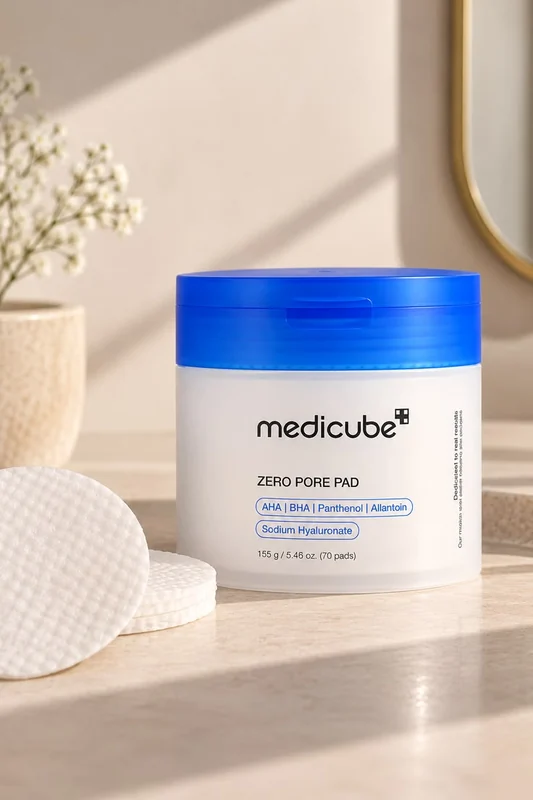 medicube
ZERO PORE PAD
AHA | BHA | Panthenol | Allantoin
Sodium Hyaluronate
155 g / 5.46 oz. (70 pads)
to real results